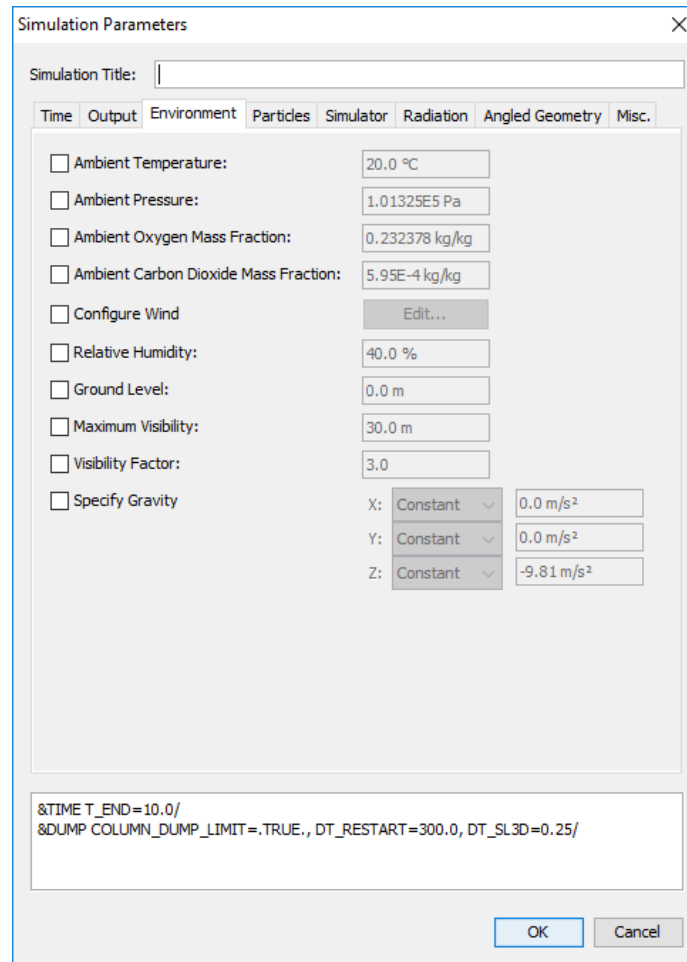 Simulation Parameters
Simulation Title:
Time Output Environment Particles Simulator Radiation Angled Geometry Misc.
Ambient Temperature: 20.0 °C
Ambient Pressure: 1.01325E5 Pa
Ambient Oxygen Mass Fraction: 0.232378 kg/kg
Ambient Carbon Dioxide Mass Fraction: 5.95E-4 kg/kg
Configure Wind Edit...
Relative Humidity: 40.0 %
Ground Level: 0.0 m
Maximum Visibility: 30.0 m
Visibility Factor: 3.0
Specify Gravity X: Constant 0.0 m/s²
Y: Constant 0.0 m/s²
Z: Constant -9.81 m/s²
&TIME T_END=10.0/
&DUMP COLUMN_DUMP_LIMIT=.TRUE., DT_RESTART=300.0, DT_SL3D=0.25/
OK Cancel